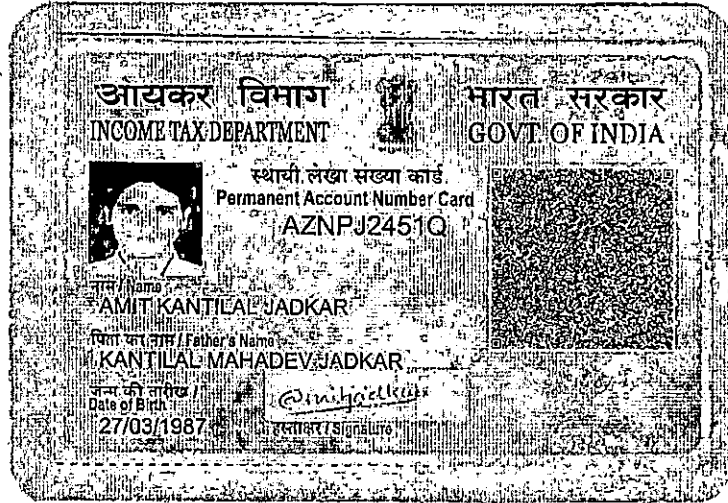 आयकर विभाग
INCOME TAX DEPARTMENT
भारत सरकार
GOVT. OF INDIA
स्थायी लेखा संख्या कार्ड
Permanent Account Number Card
AZNPJ2451Q
नाम / Name
AMIT KANTILAL JADKAR
पिता का नाम / Father's Name
KANTILAL MAHADEV JADKAR
जन्म की तारीख /
Date of Birth
27/03/1987
Amitjadkar
हस्ताक्षर / Signature